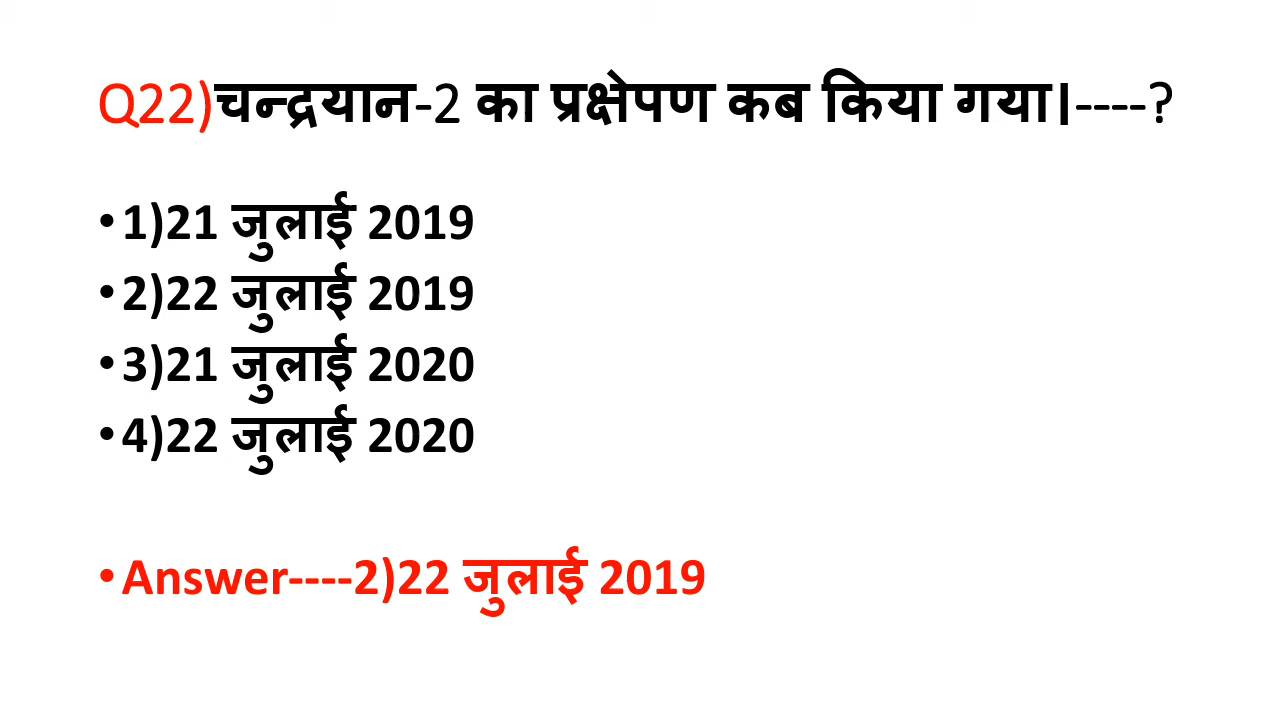 Q22)चन्द्रयान-2 का प्रक्षेपण कब किया गया।----?
•1)21 जुलाई 2019
•2)22 जुलाई 2019
•3)21 जुलाई 2020
•4)22 जुलाई 2020
•Answer----2)22 जुलाई 2019